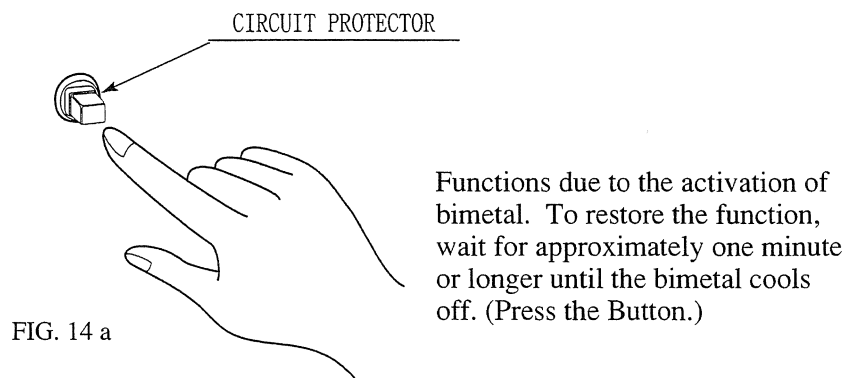 CIRCUIT PROTECTOR
Functions due to the activation of
bimetal. To restore the function,
wait for approximately one minute
or longer until the bimetal cools
off. (Press the Button.)
FIG. 14 a